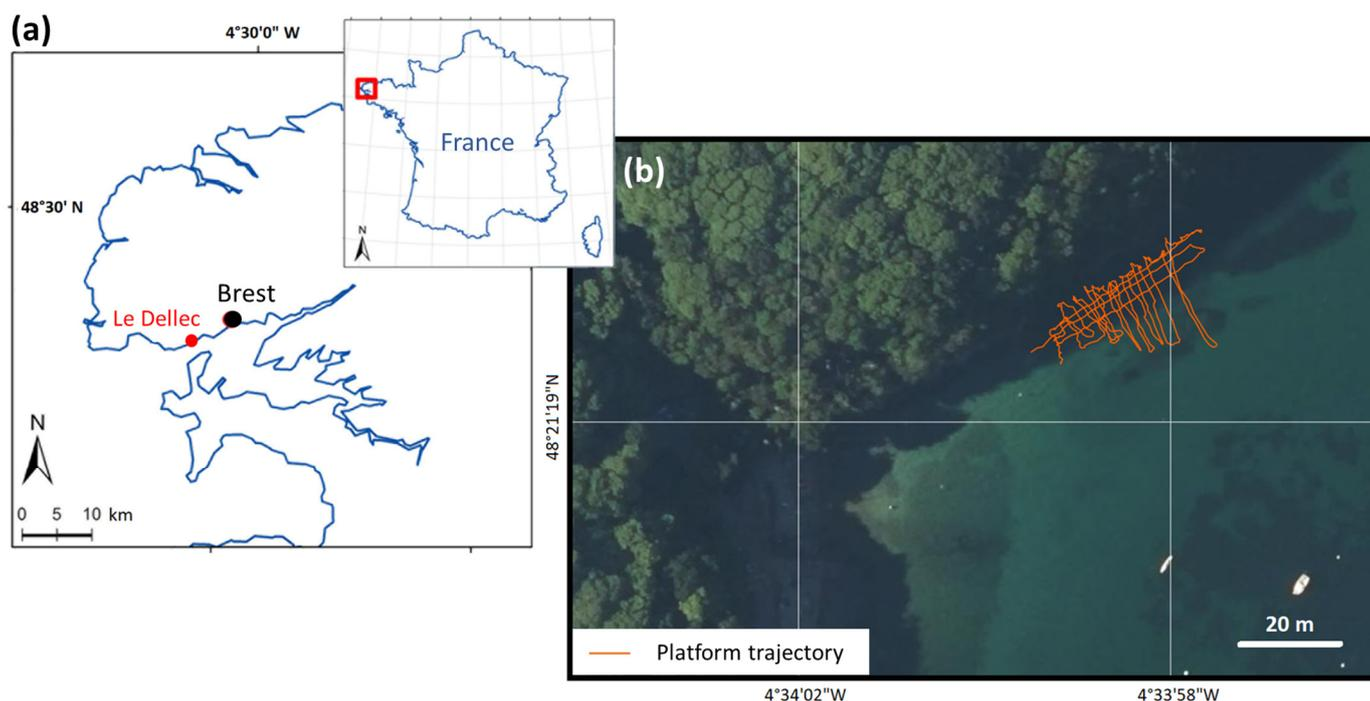 (a)
4°30'0" W
48°30' N
France
N
Brest
Le Dellec
N
0 5 10 km
(b)
48°21'19"N
Platform trajectory
20 m
4°34'02"W
4°33'58"W